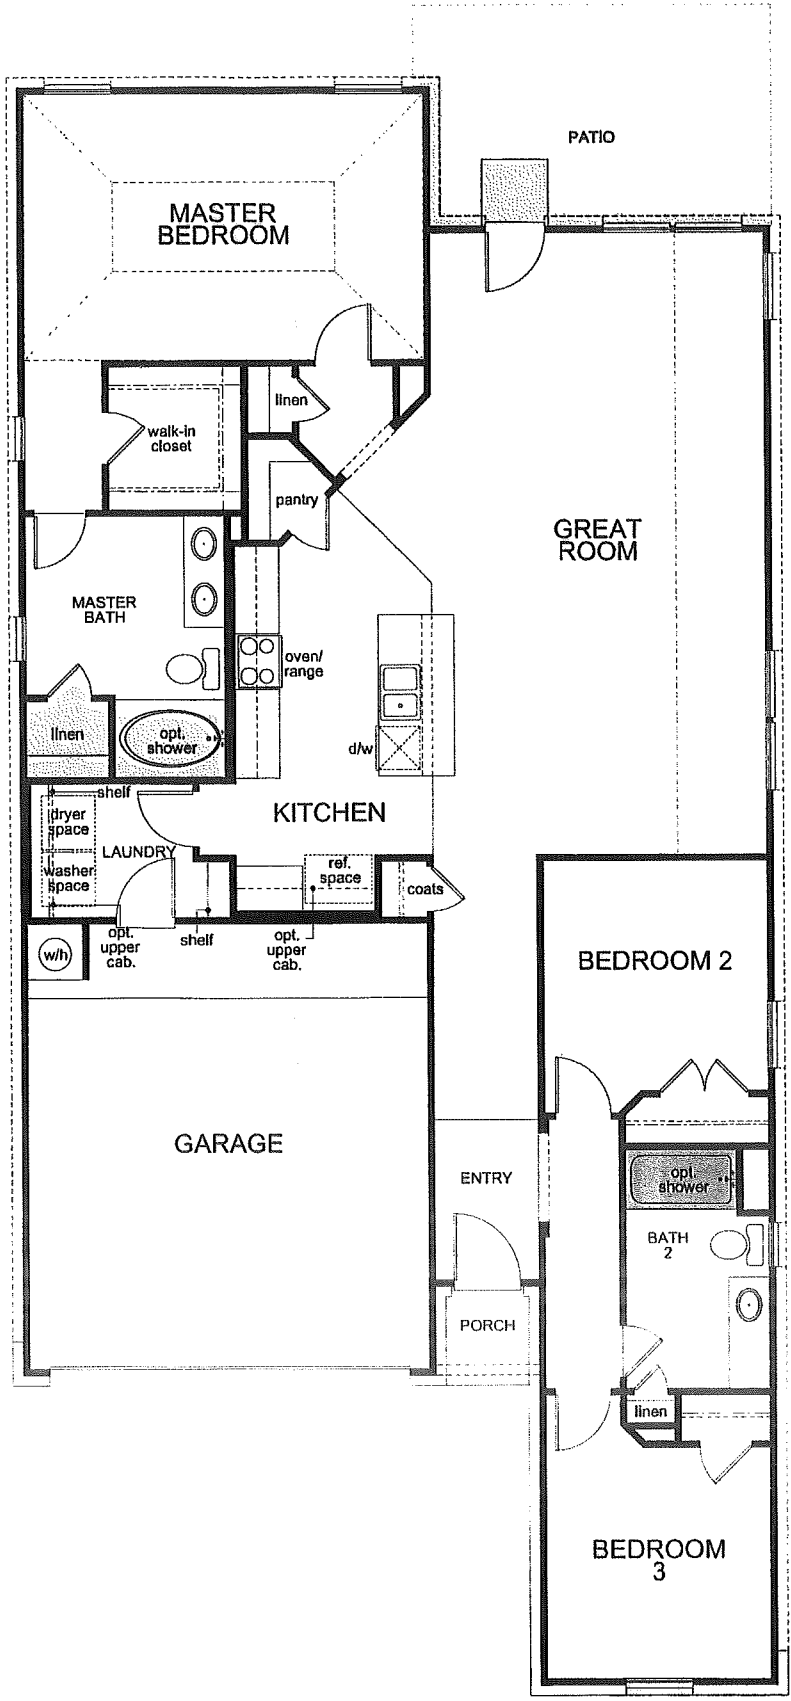 PATIO
MASTER
BEDROOM
linen
walk-in
closet
pantry
GREAT
ROOM
MASTER
BATH
oven/
range
linen
opt.
shower
d/w
shelf
dryer
space
KITCHEN
LAUNDRY
washer
space
ref.
space
coats
opt.
upper
cab.
shelf
opt.
upper
cab.
w/h
BEDROOM 2
GARAGE
ENTRY
opt.
shower
BATH
2
PORCH
linen
BEDROOM
3